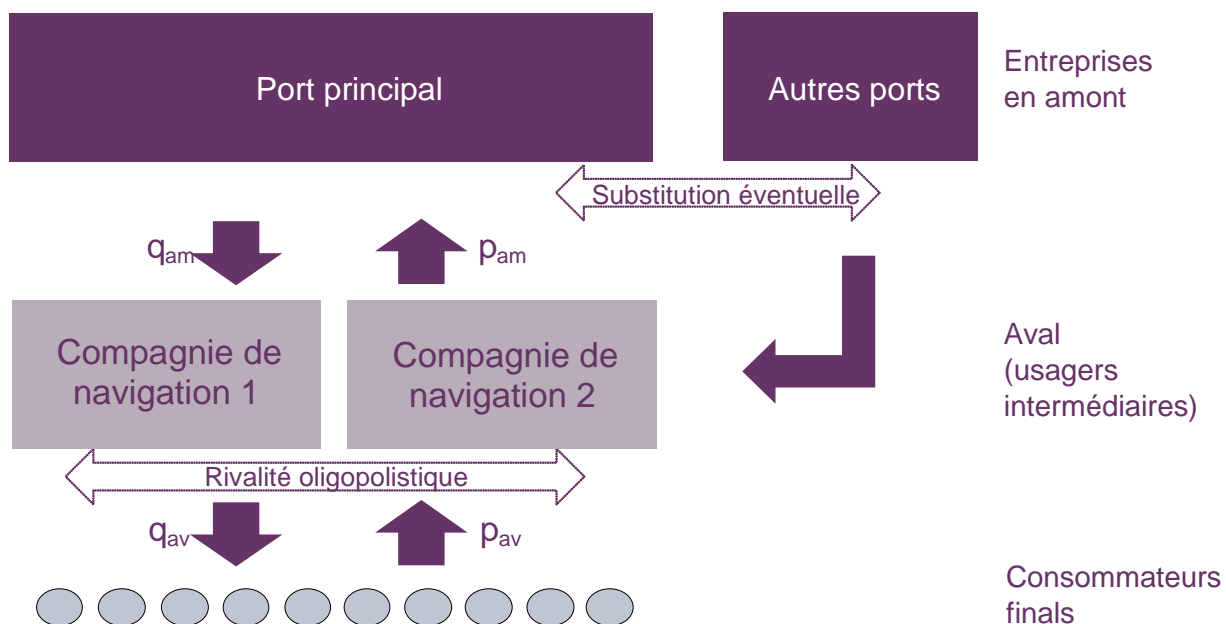 Port principal
Autres ports
Entreprises
en amont
Substitution éventuelle
qam
pam
Compagnie de
navigation 1
Compagnie de
navigation 2
Aval
(usagers
intermédiaires)
Rivalité oligopolistique
qav
pav
Consommateurs
finals